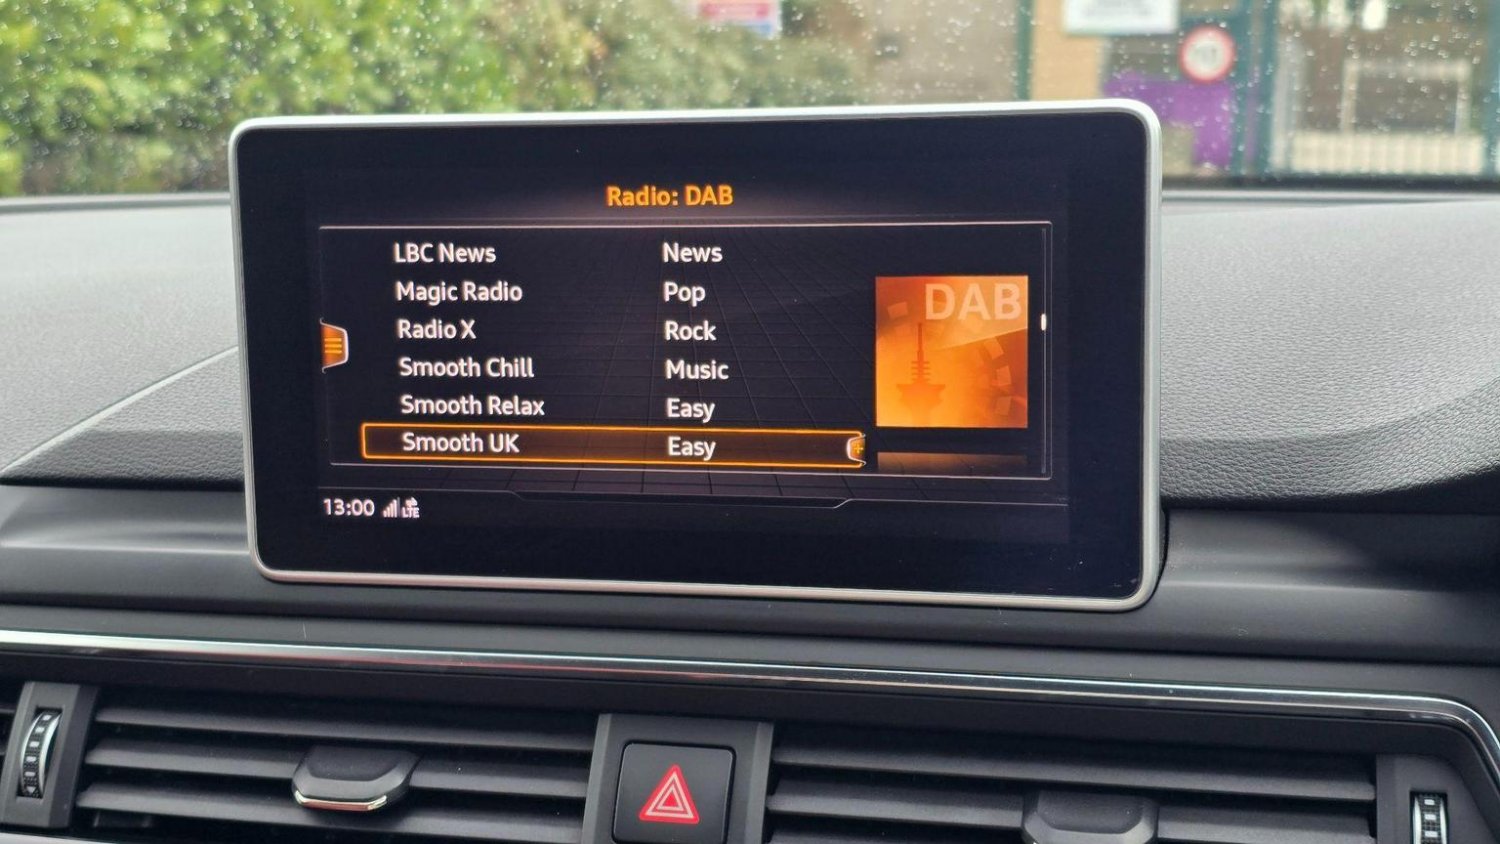 Radio: DAB
LBC News News
Magic Radio Pop
Radio X Rock
Smooth Chill Music
Smooth Relax Easy
Smooth UK Easy
DAB
13:00 LTE